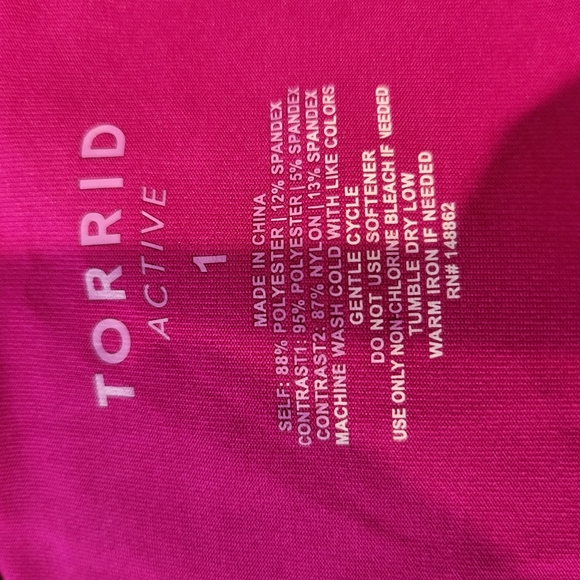 TORRID
ACTIVE
1
MADE IN CHINA
SELF: 88% POLYESTER | 12% SPANDEX
CONTRAST1: 95% POLYESTER | 5% SPANDEX
CONTRAST2: 87% NYLON | 13% SPANDEX
MACHINE WASH COLD WITH LIKE COLORS
GENTLE CYCLE
DO NOT USE SOFTENER
USE ONLY NON-CHLORINE BLEACH IF NEEDED
TUMBLE DRY LOW
WARM IRON IF NEEDED
RN# 148862